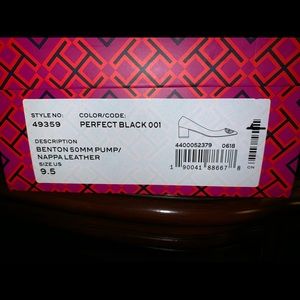 STYLE NO: COLOR/CODE:
49359 PERFECT BLACK 001
DESCRIPTION
BENTON 50MM PUMP/
NAPPA LEATHER
SIZE US
9.5
4400052379 0618
1 90041 88667 8
CN